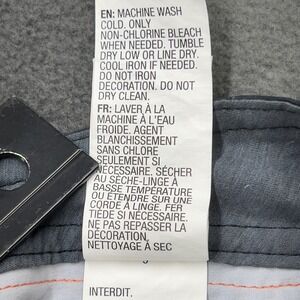 EN: MACHINE WASH
COLD. ONLY
NON-CHLORINE BLEACH
WHEN NEEDED. TUMBLE
DRY LOW OR LINE DRY.
COOL IRON IF NEEDED.
DO NOT IRON
DECORATION. DO NOT
DRY CLEAN.
FR: LAVER À LA
MACHINE À L'EAU
FROIDE. AGENT
BLANCHISSEMENT
SANS CHLORE
SEULEMENT SI
NÉCESSAIRE. SÉCHER
AU SÈCHE-LINGE À
BASSE TEMPÉRATURE
OU ÉTENDRE SUR UNE
CORDE À LINGE. FER
TIÈDE SI NÉCESSAIRE.
NE PAS REPASSER LA
DÉCORATION.
NETTOYAGE À SEC
INTERDIT.